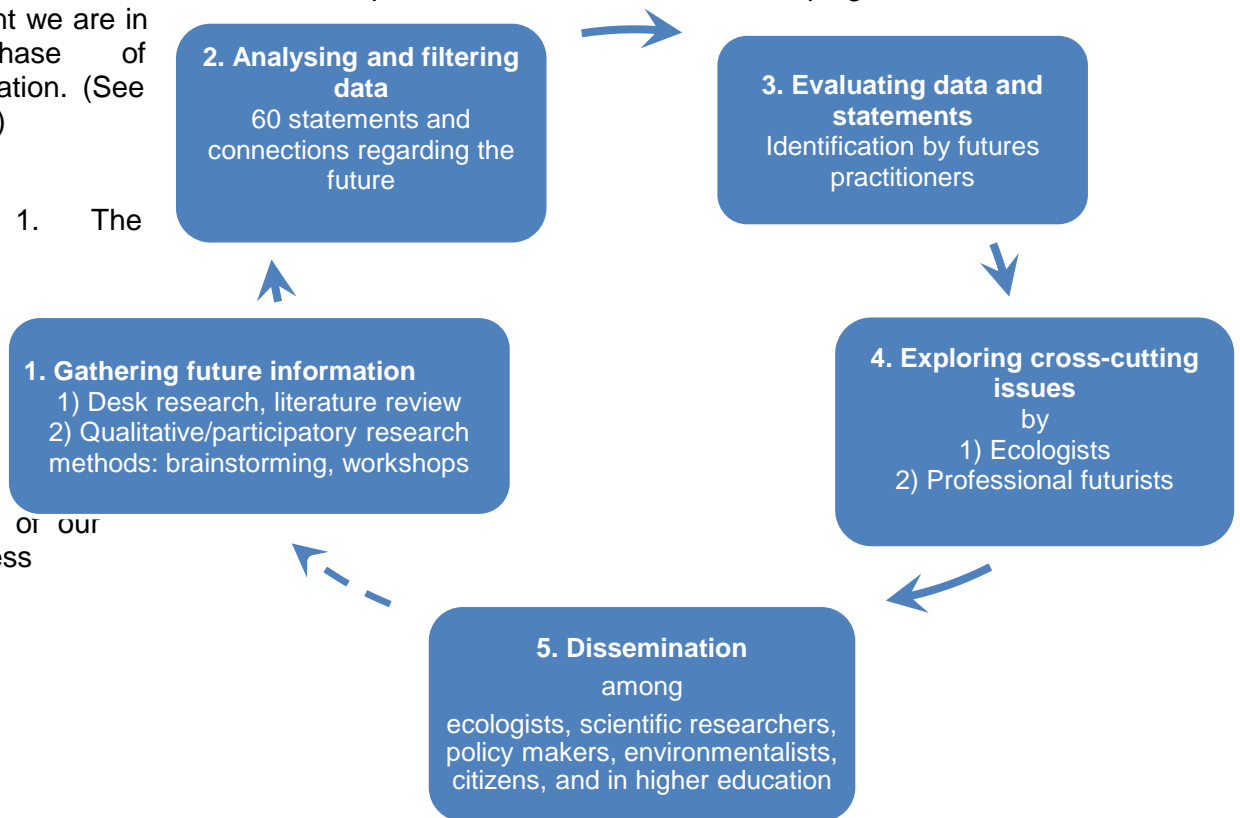 nt we are in
hase of
ation. (See
)
1. The
of our
ess
2. Analysing and filtering
data
60 statements and
connections regarding the
future
3. Evaluating data and
statements
Identification by futures
practitioners
1. Gathering future information
1) Desk research, literature review
2) Qualitative/participatory research
methods: brainstorming, workshops
4. Exploring cross-cutting
issues
by
1) Ecologists
2) Professional futurists
5. Dissemination
among
ecologists, scientific researchers,
policy makers, environmentalists,
citizens, and in higher education